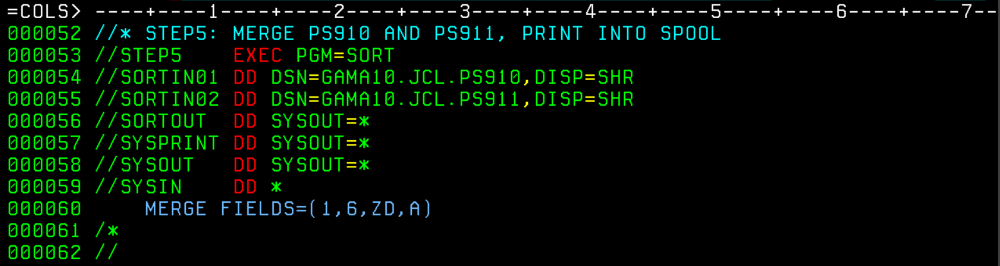 =COLS> ----+----1----+----2----+----3----+----4----+----5----+----6----+----7--
000052 //* STEP5: MERGE PS910 AND PS911, PRINT INTO SPOOL
000053 //STEP5    EXEC PGM=SORT
000054 //SORTIN01 DD DSN=GAMA10.JCL.PS910,DISP=SHR
000055 //SORTIN02 DD DSN=GAMA10.JCL.PS911,DISP=SHR
000056 //SORTOUT  DD SYSOUT=*
000057 //SYSPRINT DD SYSOUT=*
000058 //SYSOUT   DD SYSOUT=*
000059 //SYSIN    DD *
000060     MERGE FIELDS=(1,6,ZD,A)
000061 /*
000062 //